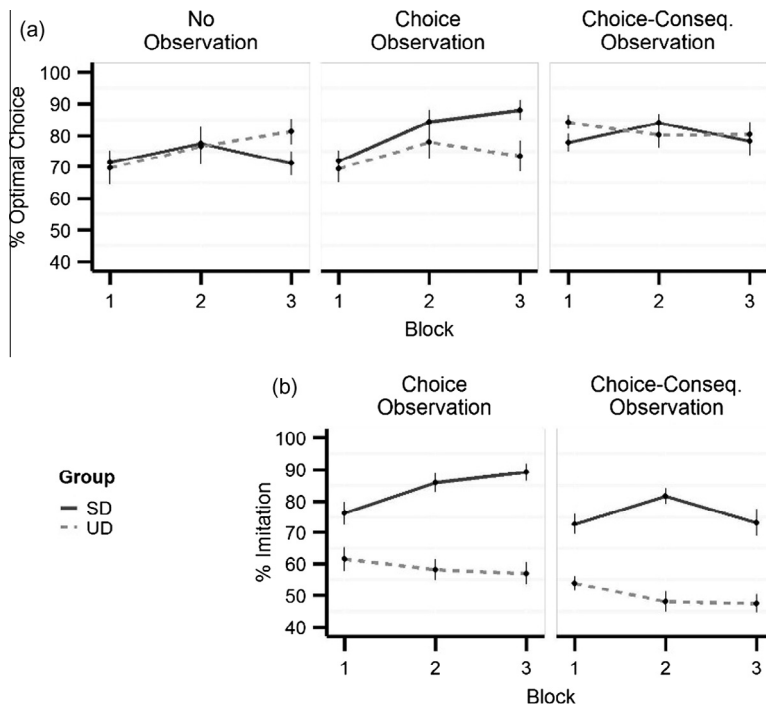 (a)
No
Observation
Choice
Observation
Choice-Conseq.
Observation
% Optimal Choice
100
90
80
70
60
50
40
1 2 3
1 2 3
1 2 3
Block
(b)
Choice
Observation
Choice-Conseq.
Observation
Group
SD
UD
% Imitation
100
90
80
70
60
50
40
1 2 3
1 2 3
Block